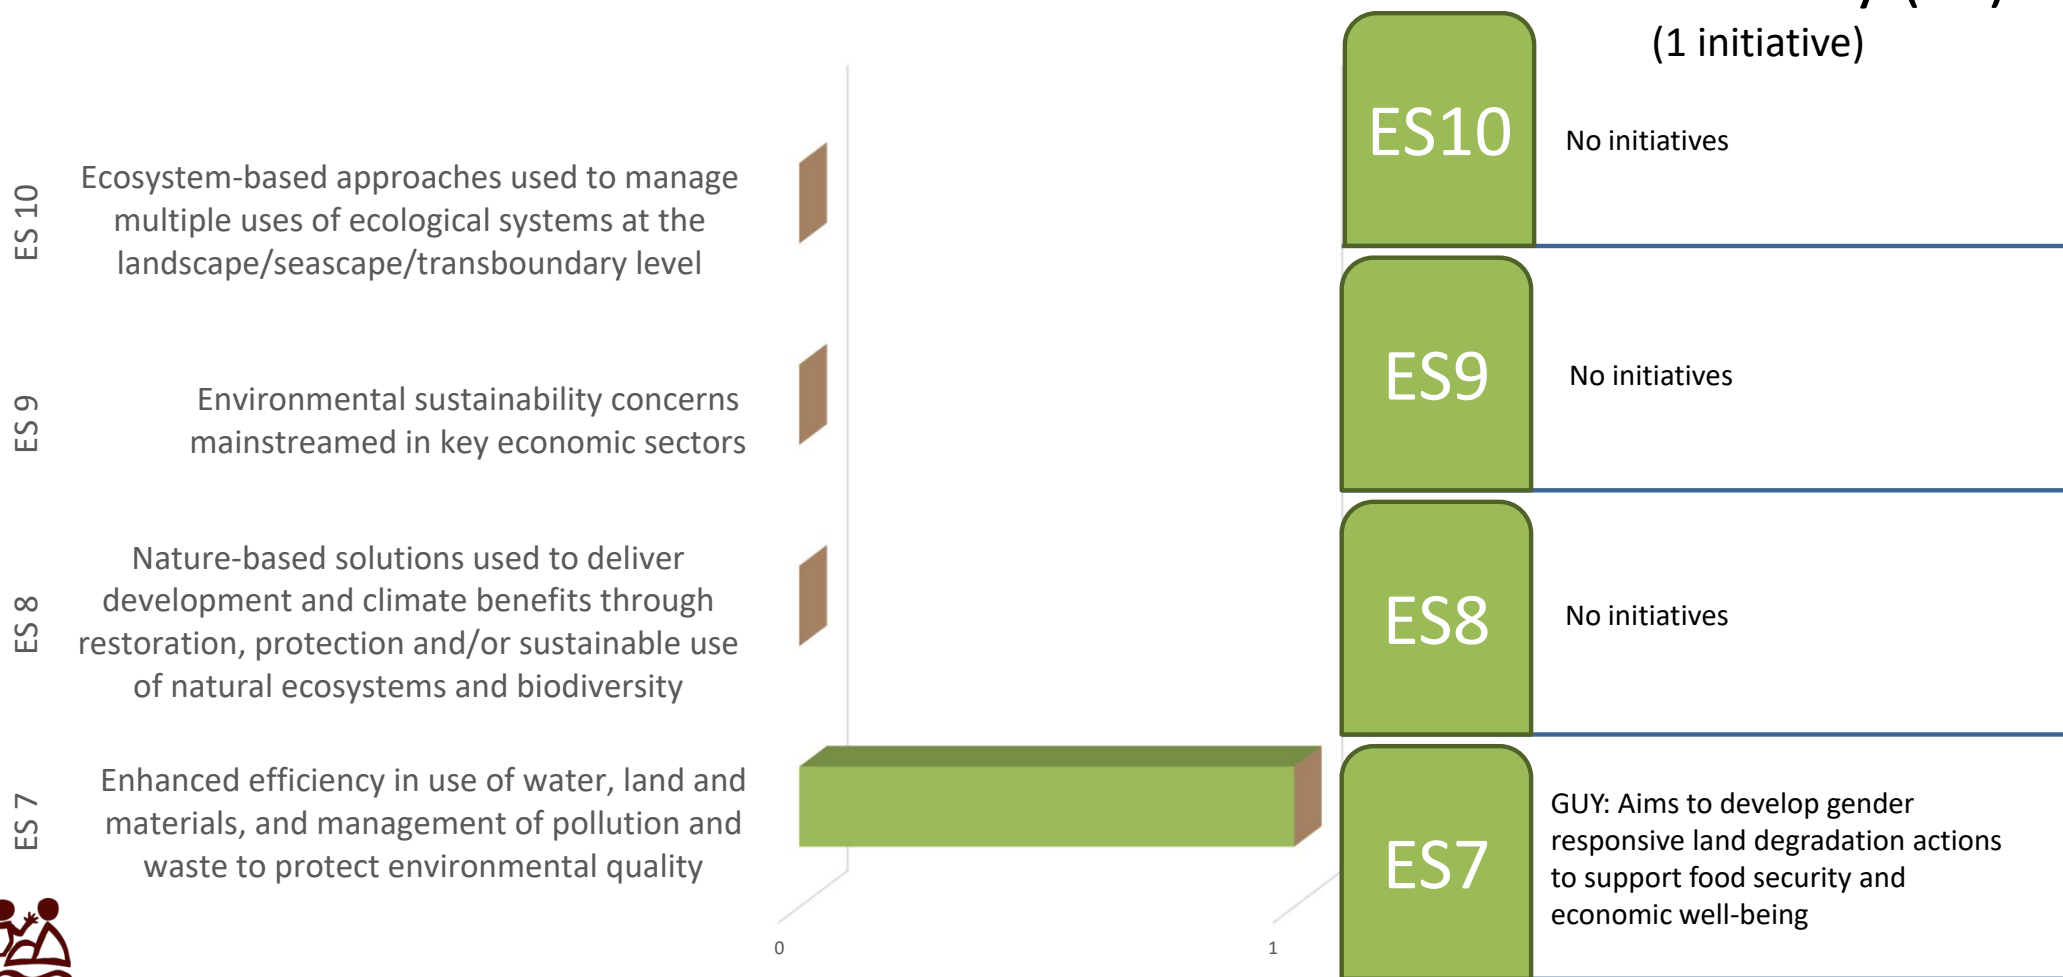 (1 initiative)
ES 10
Ecosystem-based approaches used to manage
multiple uses of ecological systems at the
landscape/seascape/transboundary level
ES 9
Environmental sustainability concerns
mainstreamed in key economic sectors
ES 8
Nature-based solutions used to deliver
development and climate benefits through
restoration, protection and/or sustainable use
of natural ecosystems and biodiversity
ES 7
Enhanced efficiency in use of water, land and
materials, and management of pollution and
waste to protect environmental quality
0
1
ES10
No initiatives
ES9
No initiatives
ES8
No initiatives
ES7
GUY: Aims to develop gender
responsive land degradation actions
to support food security and
economic well-being